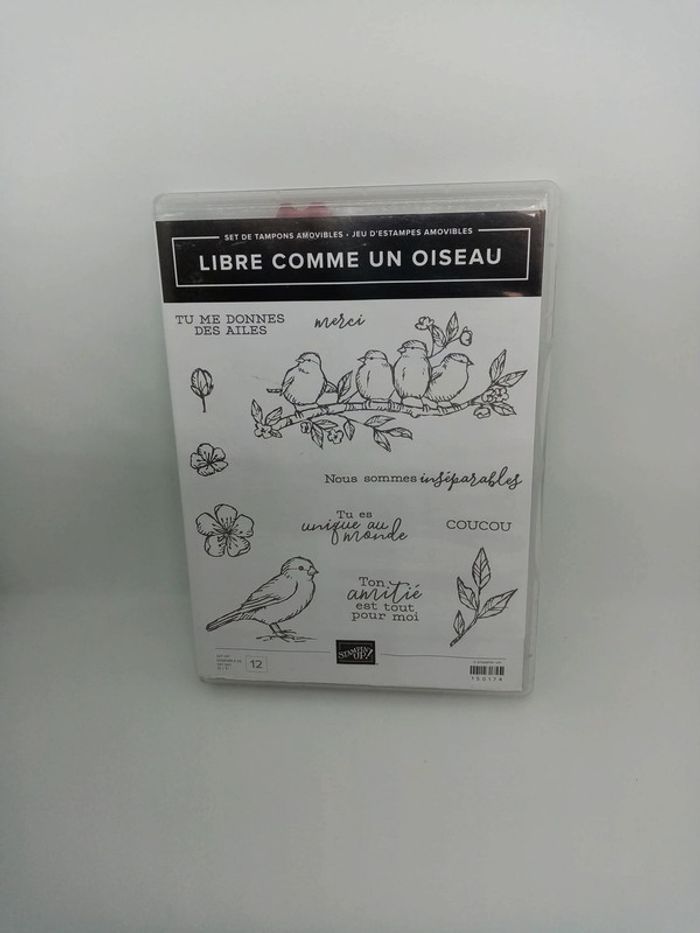 SET DE TAMPONS AMOVIBLES • JEU D'ESTAMPES AMOVIBLES
LIBRE COMME UN OISEAU
TU ME DONNES
DES AILES
merci
Nous sommes inséparables
Tu es
unique au
monde
COUCOU
Ton
amitié
est tout
pour moi
STAMPIN'
UP!
12
150174